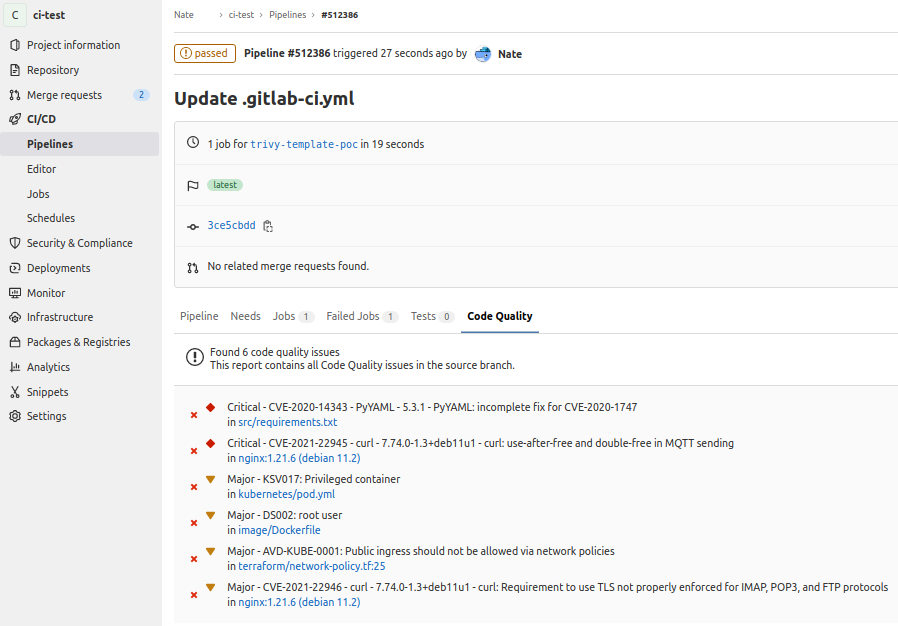 C ci-test
Project information
Repository
Merge requests 2
CI/CD
Pipelines
Editor
Jobs
Schedules
Security & Compliance
Deployments
Monitor
Infrastructure
Packages & Registries
Analytics
Snippets
Settings
Nate › ci-test › Pipelines › #512386
passed Pipeline #512386 triggered 27 seconds ago by Nate
Update .gitlab-ci.yml
1 job for trivy-template-poc in 19 seconds
latest
3ce5cbdd
No related merge requests found.
Pipeline Needs Jobs 1 Failed Jobs 1 Tests 0 Code Quality
Found 6 code quality issues
This report contains all Code Quality issues in the source branch.
Critical - CVE-2020-14343 - PyYAML - 5.3.1 - PyYAML: incomplete fix for CVE-2020-1747
in src/requirements.txt
Critical - CVE-2021-22945 - curl - 7.74.0-1.3+deb11u1 - curl: use-after-free and double-free in MQTT sending
in nginx:1.21.6 (debian 11.2)
Major - KSV017: Privileged container
in kubernetes/pod.yml
Major - DS002: root user
in image/Dockerfile
Major - AVD-KUBE-0001: Public ingress should not be allowed via network policies
in terraform/network-policy.tf:25
Major - CVE-2021-22946 - curl - 7.74.0-1.3+deb11u1 - curl: Requirement to use TLS not properly enforced for IMAP, POP3, and FTP protocols
in nginx:1.21.6 (debian 11.2)